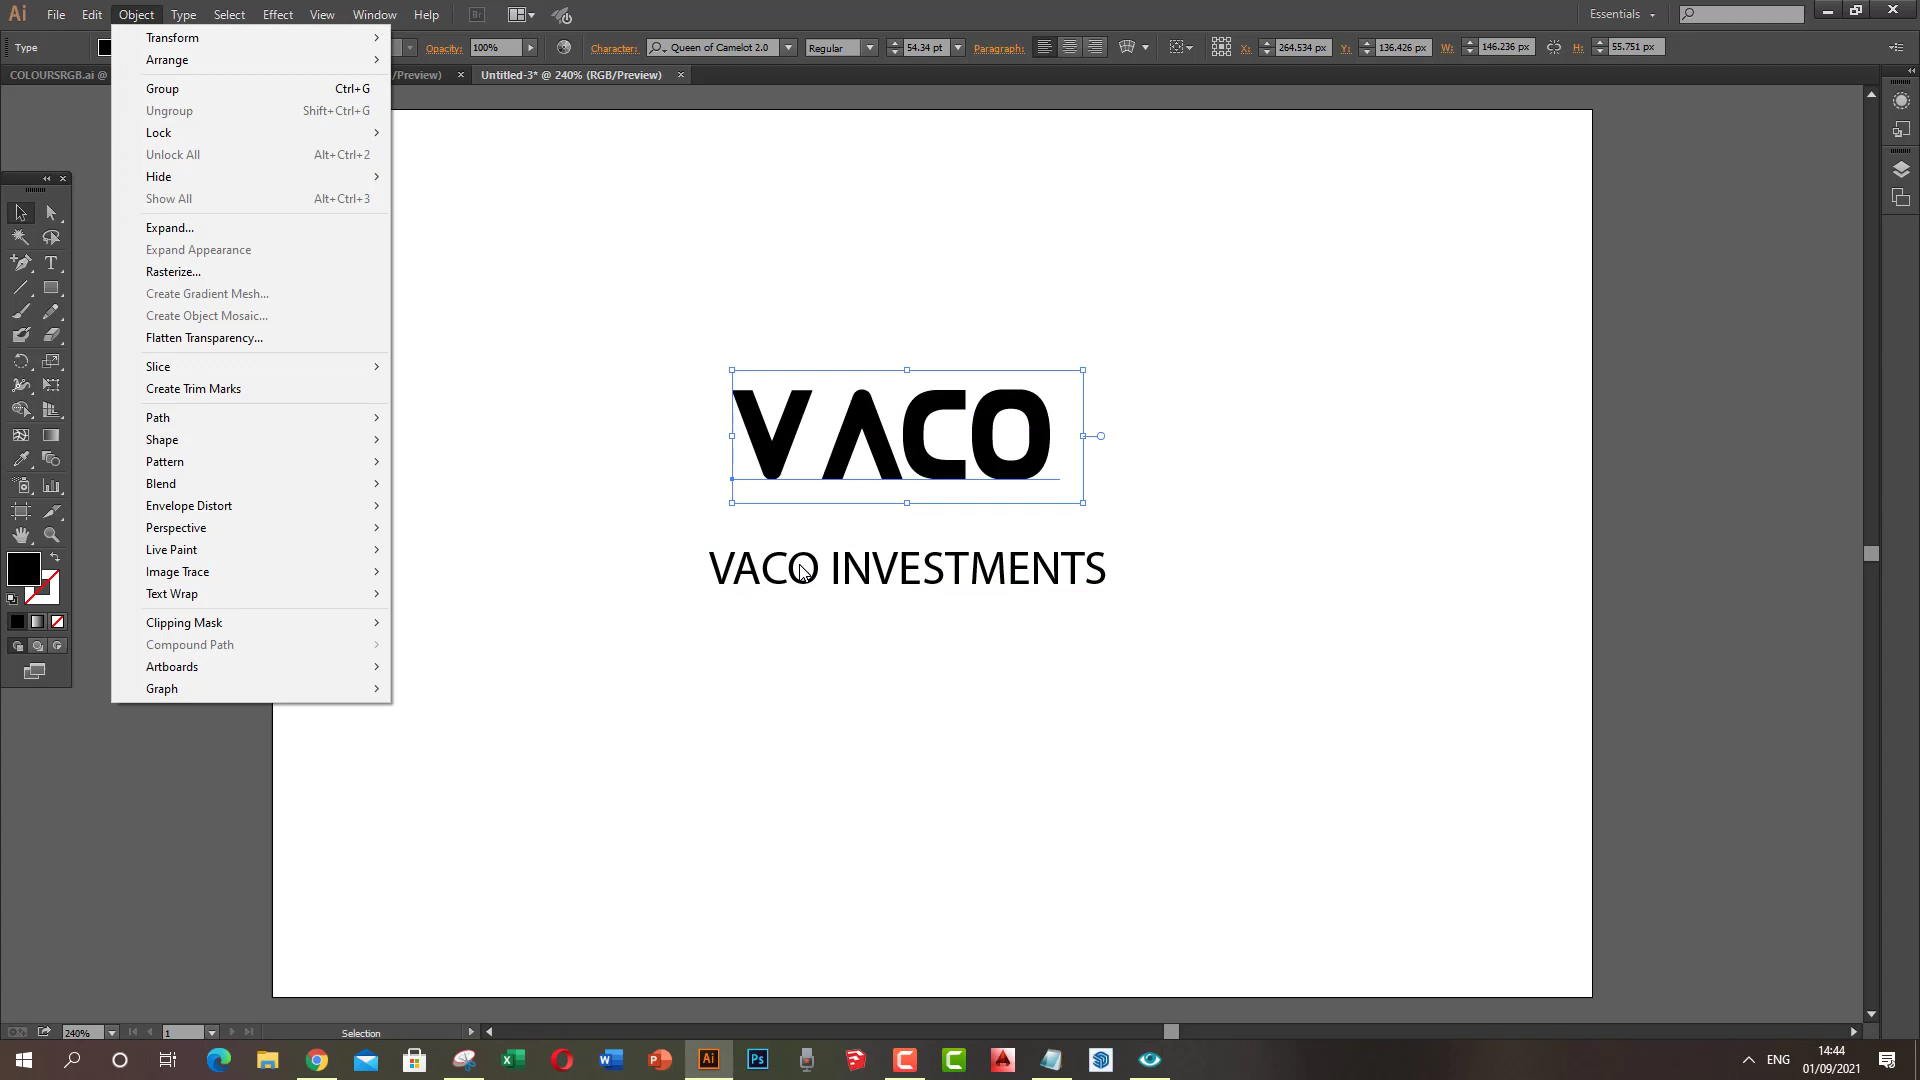 Ai File Edit Object Type Select Effect View Window Help Br Essentials
Type Opacity: 100% Character: Queen of Camelot 2.0 Regular 54.34 pt Paragraph: X: 264.534 px Y: 136.426 px W: 146.236 px H: 55.751 px
COLOURSRGB.ai @ /Preview) × Untitled-3* @ 240% (RGB/Preview) ×
Transform
Arrange
Group Ctrl+G
Ungroup Shift+Ctrl+G
Lock
Unlock All Alt+Ctrl+2
Hide
Show All Alt+Ctrl+3
Expand...
Expand Appearance
Rasterize...
Create Gradient Mesh...
Create Object Mosaic...
Flatten Transparency...
Slice
Create Trim Marks
Path
Shape
Pattern
Blend
Envelope Distort
Perspective
Live Paint
Image Trace
Text Wrap
Clipping Mask
Compound Path
Artboards
Graph
VACO
VACO INVESTMENTS
240% 1 Selection
ENG
14:44
01/09/2021